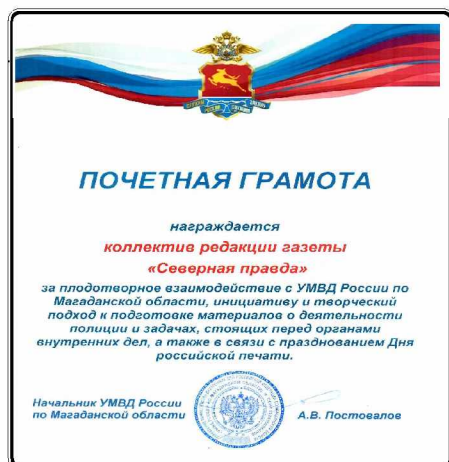 ПОЧЕТНАЯ ГРАМОТА
награждается
коллектив редакции газеты
«Северная правда»
за плодотворное взаимодействие с УМВД России по
Магаданской области, инициативу и творческий
подход к подготовке материалов о деятельности
полиции и задачах, стоящих перед органами
внутренних дел, а также в связи с празднованием Дня
российской печати.
Начальник УМВД России
по Магаданской области
А.В. Постовалов